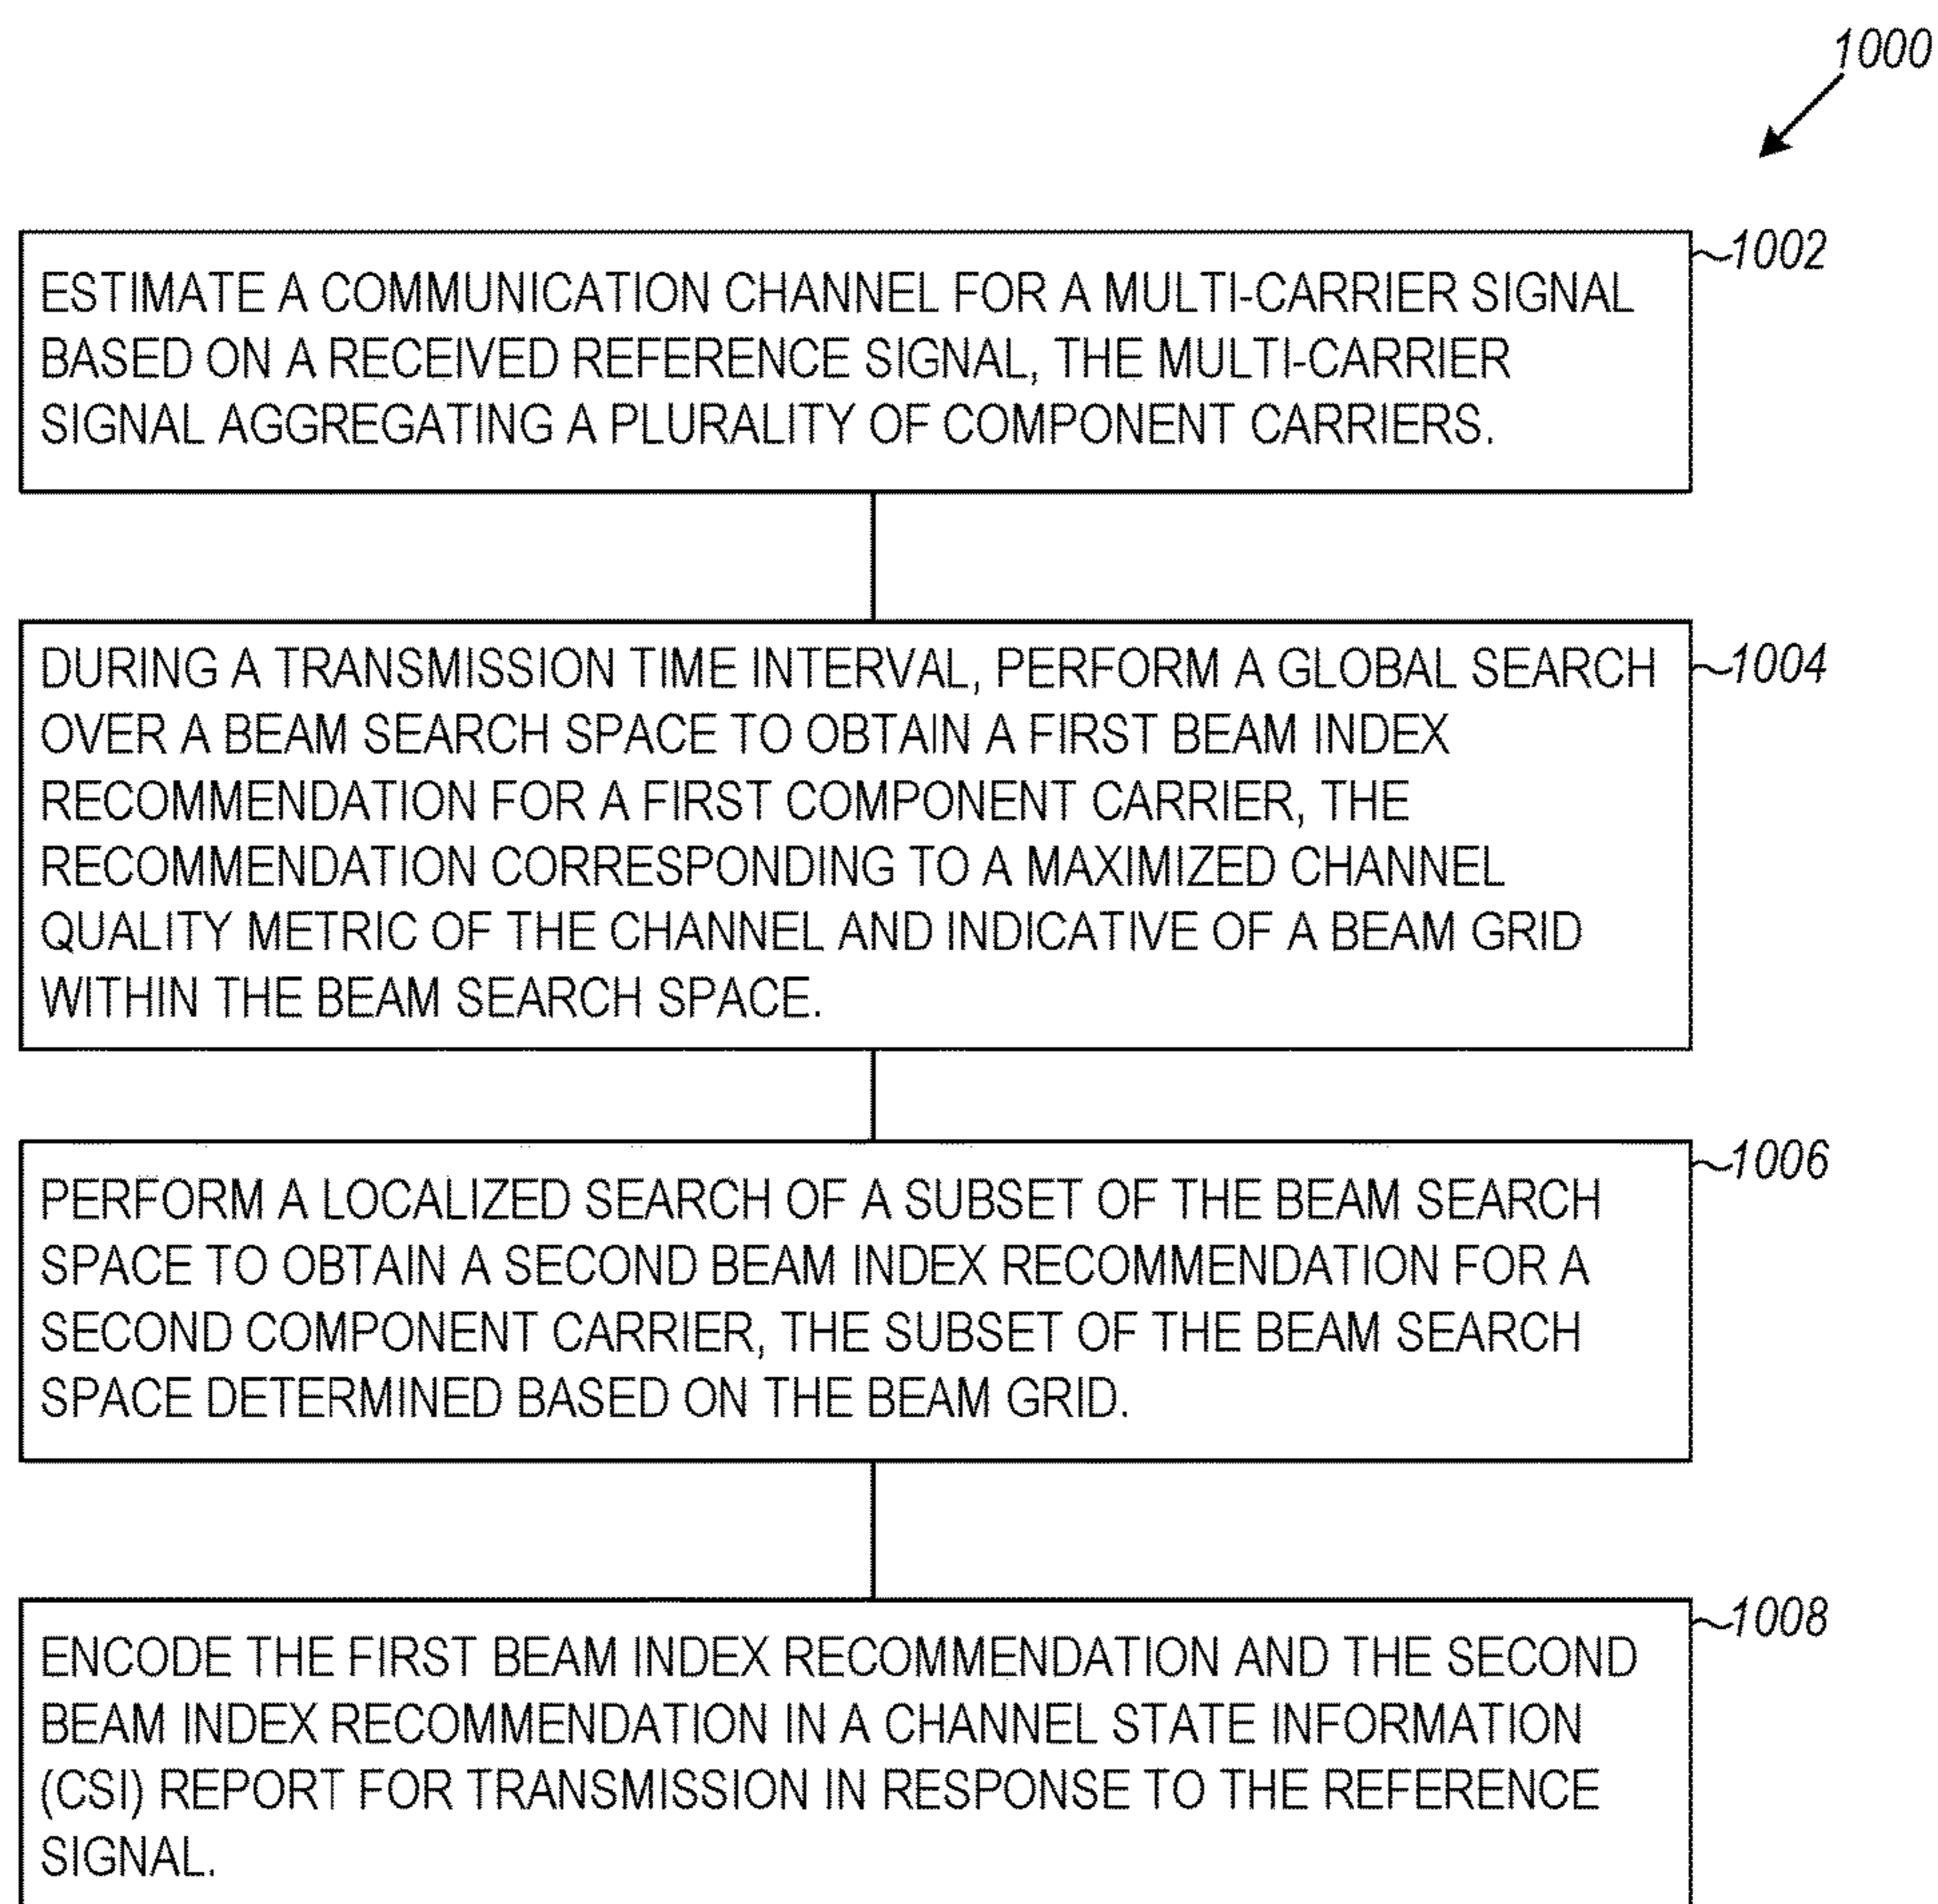 1000
1002
ESTIMATE A COMMUNICATION CHANNEL FOR A MULTI-CARRIER SIGNAL
BASED ON A RECEIVED REFERENCE SIGNAL, THE MULTI-CARRIER
SIGNAL AGGREGATING A PLURALITY OF COMPONENT CARRIERS.
1004
DURING A TRANSMISSION TIME INTERVAL, PERFORM A GLOBAL SEARCH
OVER A BEAM SEARCH SPACE TO OBTAIN A FIRST BEAM INDEX
RECOMMENDATION FOR A FIRST COMPONENT CARRIER, THE
RECOMMENDATION CORRESPONDING TO A MAXIMIZED CHANNEL
QUALITY METRIC OF THE CHANNEL AND INDICATIVE OF A BEAM GRID
WITHIN THE BEAM SEARCH SPACE.
1006
PERFORM A LOCALIZED SEARCH OF A SUBSET OF THE BEAM SEARCH
SPACE TO OBTAIN A SECOND BEAM INDEX RECOMMENDATION FOR A
SECOND COMPONENT CARRIER, THE SUBSET OF THE BEAM SEARCH
SPACE DETERMINED BASED ON THE BEAM GRID.
1008
ENCODE THE FIRST BEAM INDEX RECOMMENDATION AND THE SECOND
BEAM INDEX RECOMMENDATION IN A CHANNEL STATE INFORMATION
(CSI) REPORT FOR TRANSMISSION IN RESPONSE TO THE REFERENCE
SIGNAL.